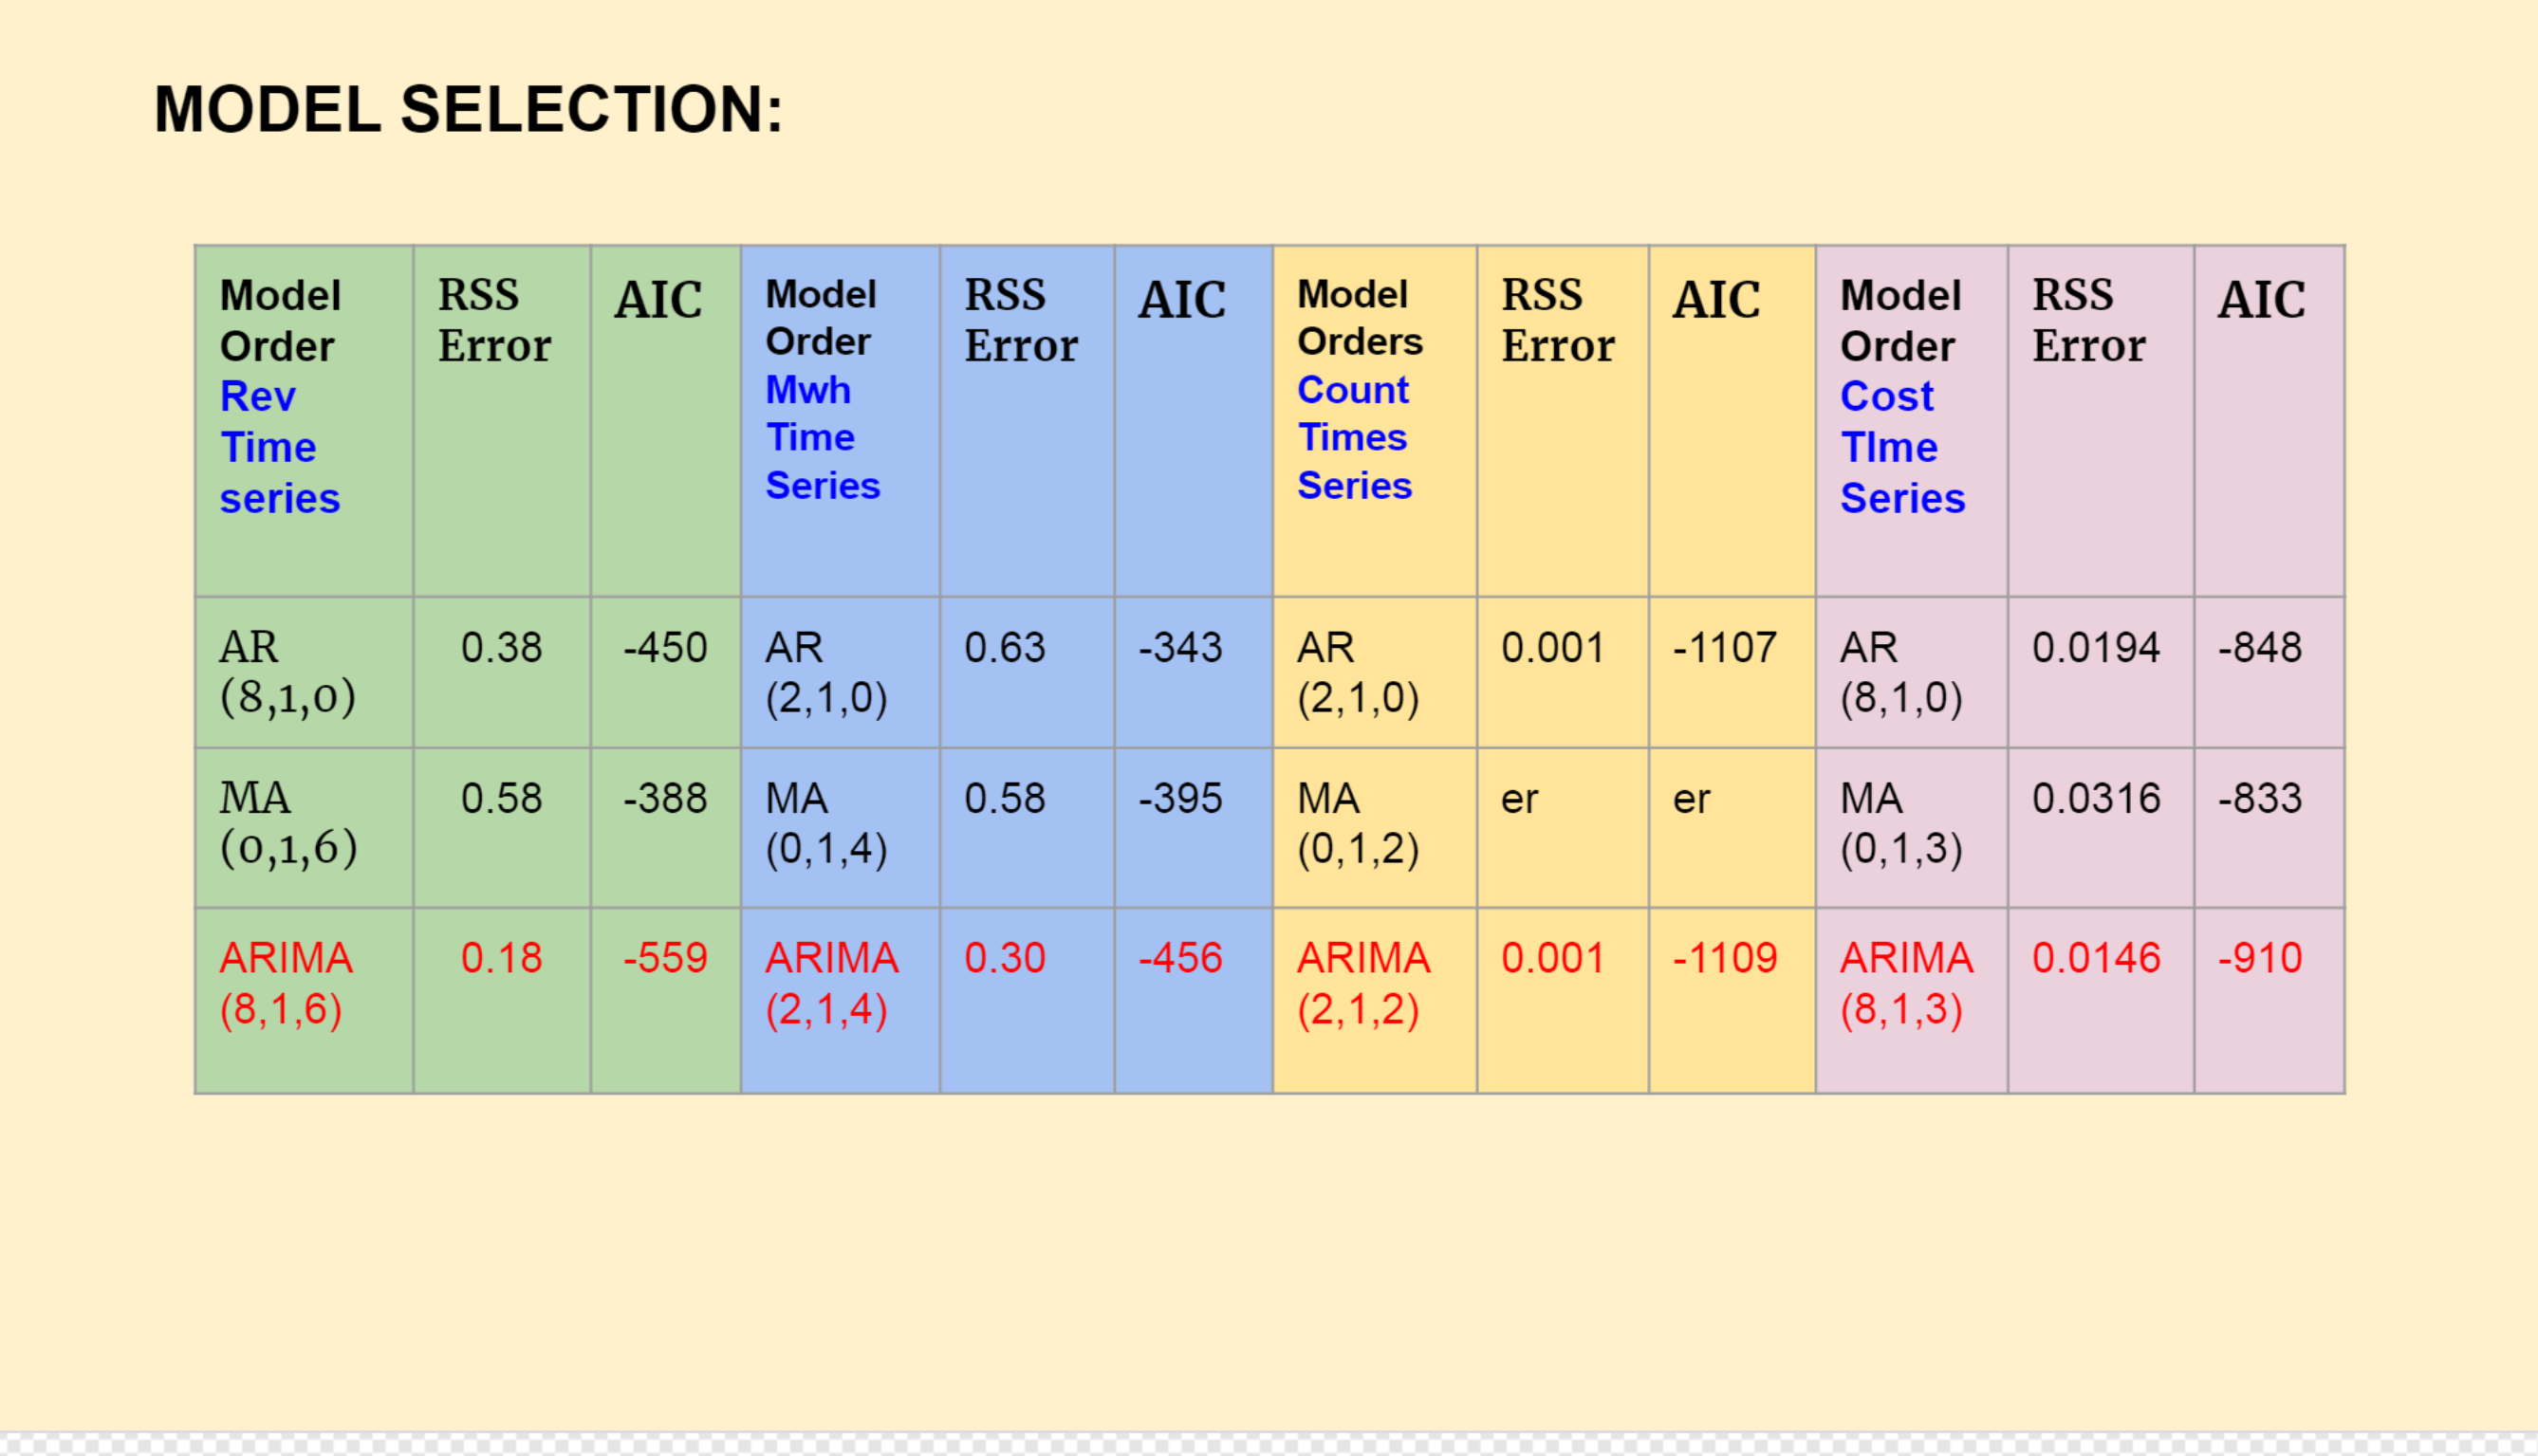 MODEL SELECTION:
Model
Order
Rev
Time
series
RSS
Error
AIC
Model
Order
Mwh
Time
Series
RSS
Error
AIC
Model
Orders
Count
Times
Series
RSS
Error
AIC
Model
Order
Cost
TIme
Series
RSS
Error
AIC
AR
(8,1,0)
0.38
-450
AR
(2,1,0)
0.63
-343
AR
(2,1,0)
0.001
-1107
AR
(8,1,0)
0.0194
-848
MA
(0,1,6)
0.58
-388
MA
(0,1,4)
0.58
-395
MA
(0,1,2)
er
er
MA
(0,1,3)
0.0316
-833
ARIMA
(8,1,6)
0.18
-559
ARIMA
(2,1,4)
0.30
-456
ARIMA
(2,1,2)
0.001
-1109
ARIMA
(8,1,3)
0.0146
-910